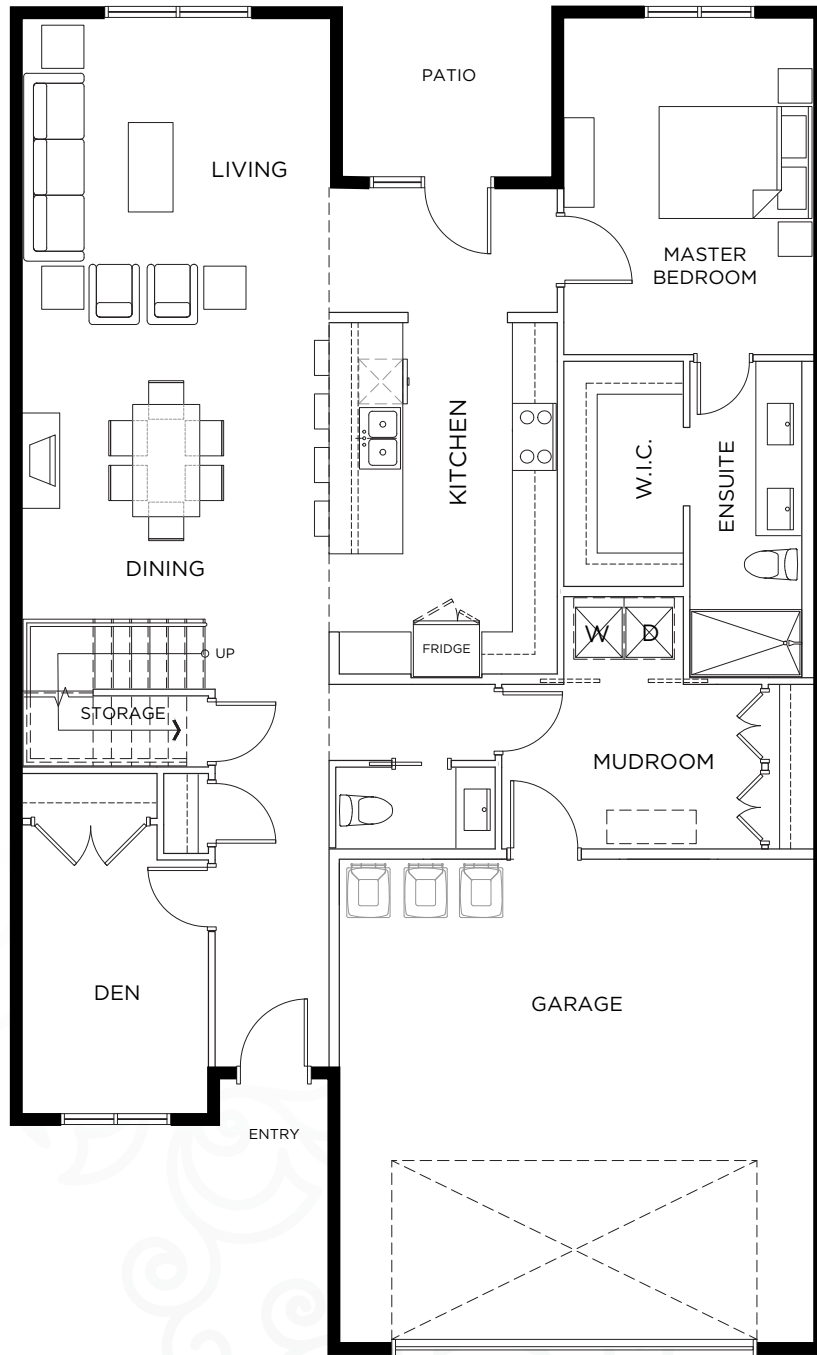 PATIO
LIVING
MASTER
BEDROOM
KITCHEN
W.I.C.
ENSUITE
DINING
W
D
FRIDGE
UP
STORAGE
MUDROOM
DEN
GARAGE
ENTRY